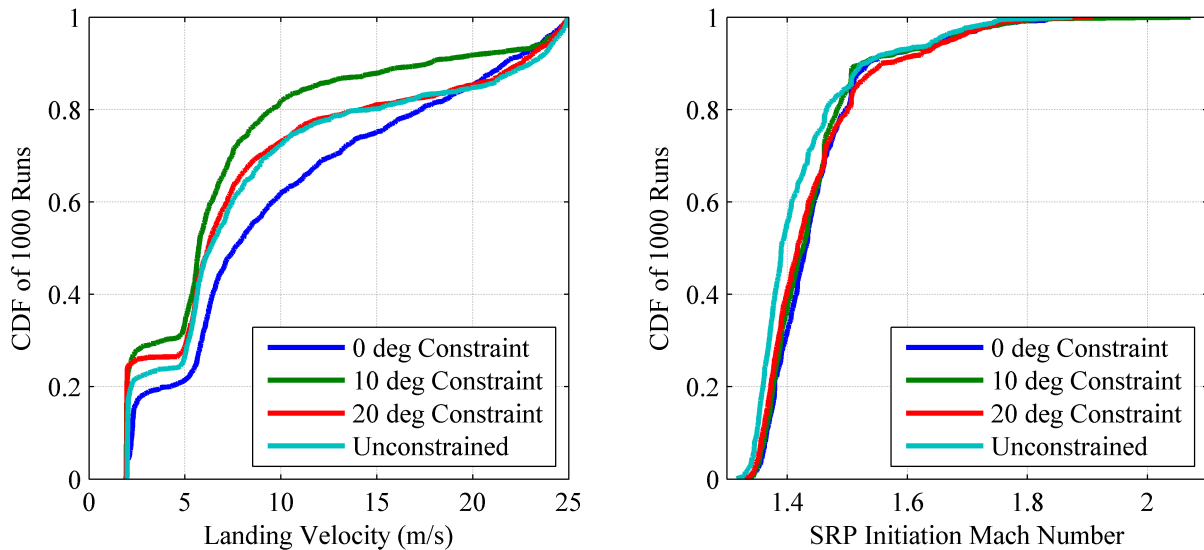 CDF of 1000 Runs
1
0.8
0.6
0.4
0.2
0
0 deg Constraint
10 deg Constraint
20 deg Constraint
Unconstrained
0 5 10 15 20 25
Landing Velocity (m/s)
CDF of 1000 Runs
1
0.8
0.6
0.4
0.2
0
0 deg Constraint
10 deg Constraint
20 deg Constraint
Unconstrained
1.4 1.6 1.8 2
SRP Initiation Mach Number